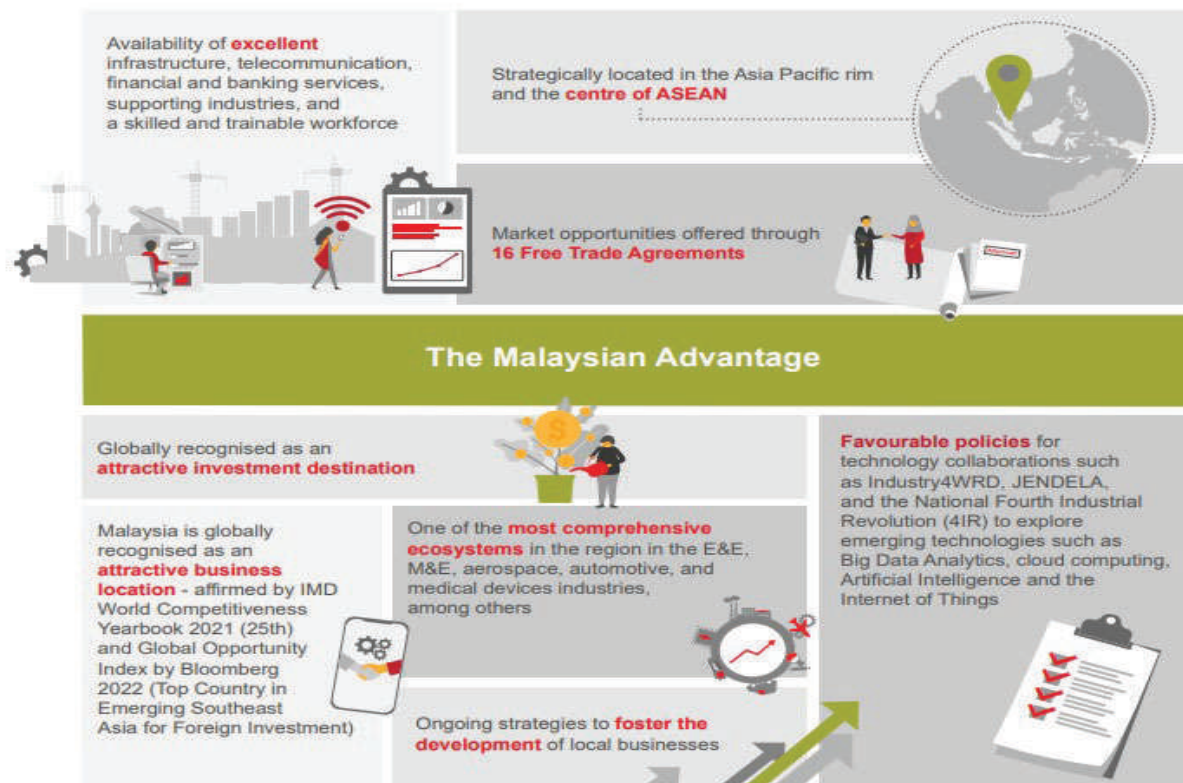 Availability of excellent
infrastructure, telecommunication,
financial and banking services,
supporting industries, and
a skilled and trainable workforce
Strategically located in the Asia Pacific rim
and the centre of ASEAN
Market opportunities offered through
16 Free Trade Agreements
The Malaysian Advantage
Globally recognised as an
attractive investment destination
Malaysia is globally
recognised as an
attractive business
location - affirmed by IMD
World Competitiveness
Yearbook 2021 (25th)
and Global Opportunity
Index by Bloomberg
2022 (Top Country in
Emerging Southeast
Asia for Foreign Investment)
One of the most comprehensive
ecosystems in the region in the E&E,
M&E, aerospace, automotive, and
medical devices industries,
among others
Ongoing strategies to foster the
development of local businesses
Favourable policies for
technology collaborations such
as Industry4WRD, JENDELA,
and the National Fourth Industrial
Revolution (4IR) to explore
emerging technologies such as
Big Data Analytics, cloud computing,
Artificial Intelligence and the
Internet of Things